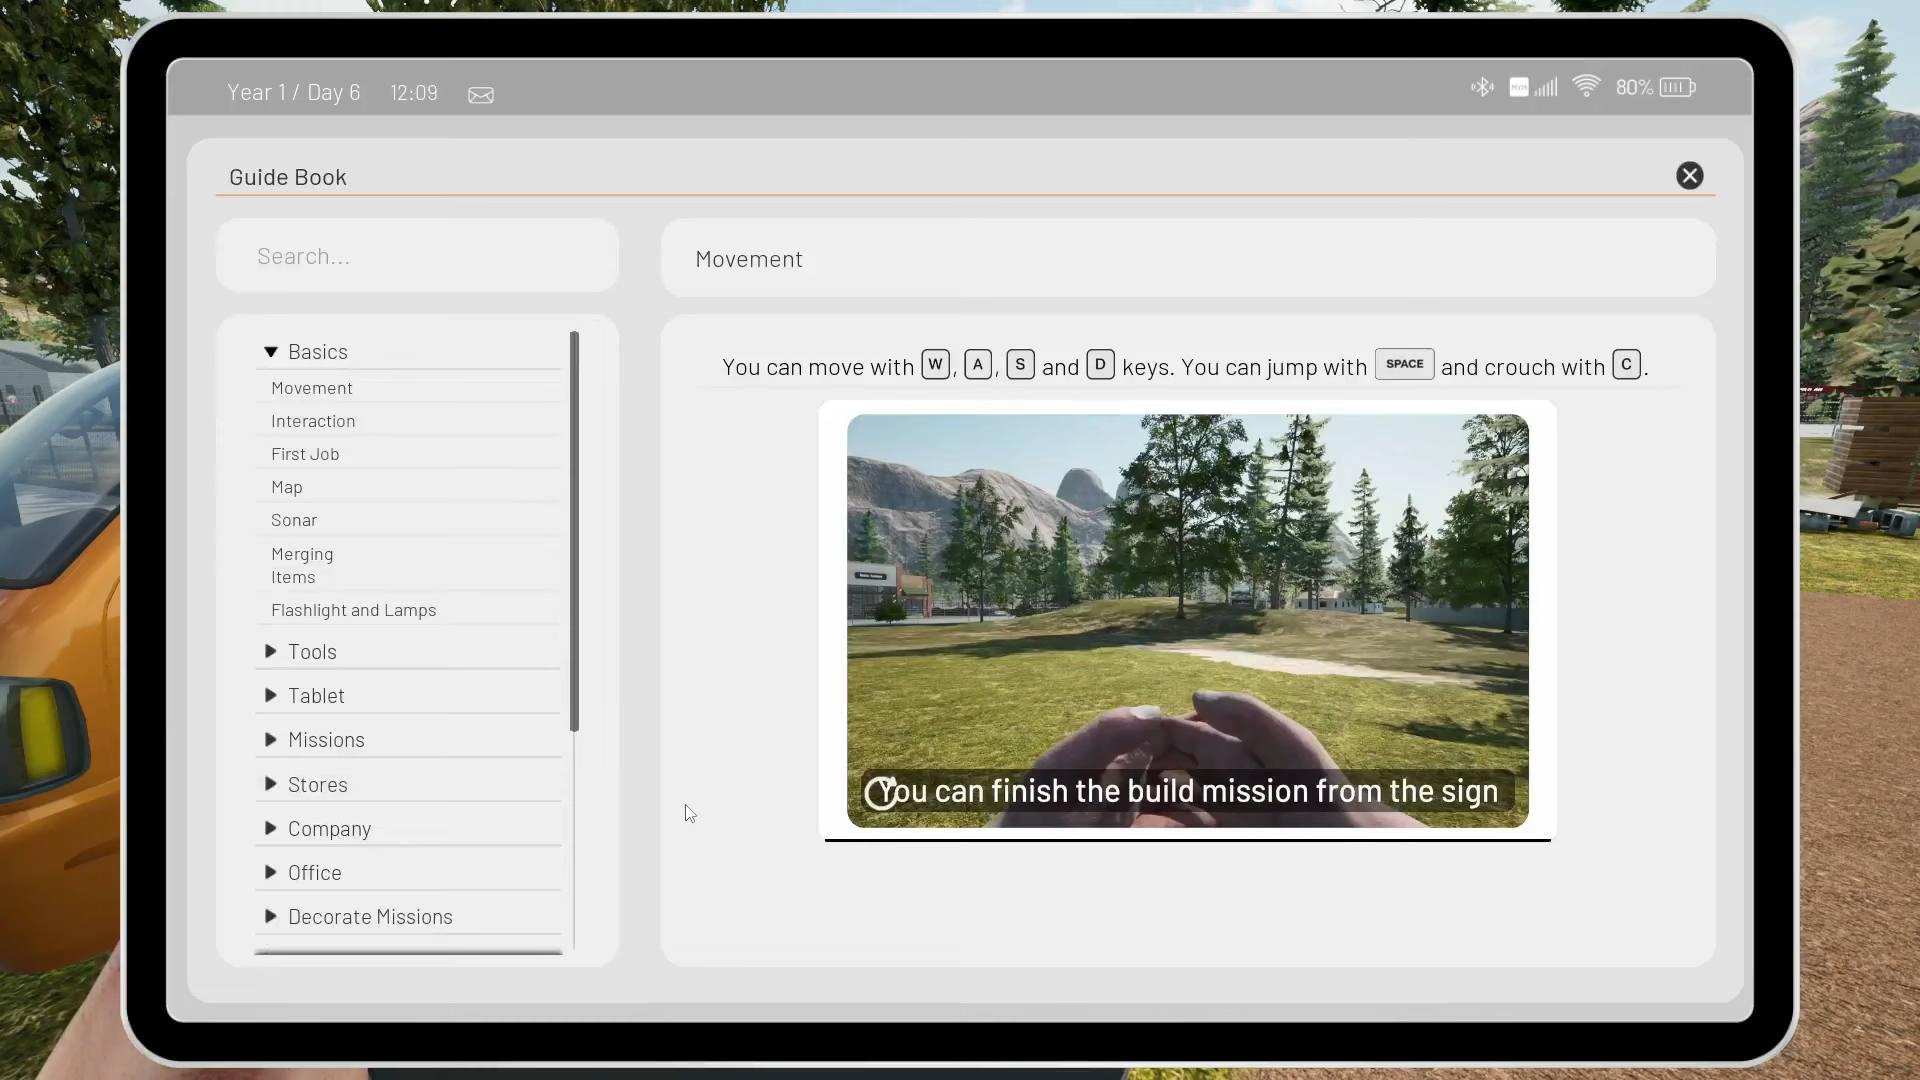 Year 1 / Day 6 12:09
80%
Guide Book
Search...
Movement
Basics
Movement
Interaction
First Job
Map
Sonar
Merging
Items
Flashlight and Lamps
Tools
Tablet
Missions
Stores
Company
Office
Decorate Missions
You can move with W, A, S and D keys. You can jump with SPACE and crouch with C.
You can finish the build mission from the sign